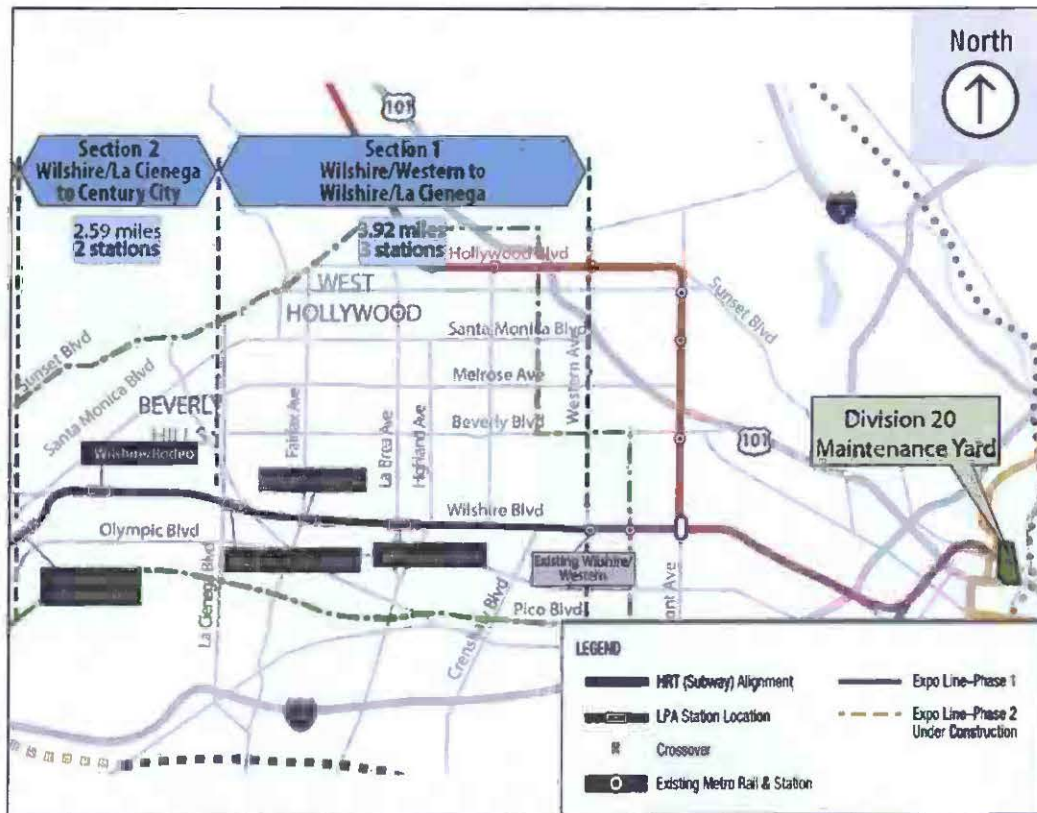 North
101
Section 2
Wilshire/La Cienega
to Century City
Section 1
Wilshire/Western to
Wilshire/La Cienega
2.59 miles
2 stations
3.92 miles
3 stations
Hollywood Blvd
WEST
HOLLYWOOD
Sunset Blvd
Santa Monica Blvd
Sunset Blvd
Santa Monica Blvd
Western Ave
Melrose Ave
BEVERLY
HILLS
Fairfax Ave
La Brea Ave
Highland Ave
Beverly Blvd
101
Division 20
Maintenance Yard
Wilshire/Rodeo
Wilshire Blvd
Olympic Blvd
Existing Wilshire/
Western
La Cienega Blvd
Pico Blvd
Crenshaw Blvd
ont Ave
LEGEND
HRT (Subway) Alignment
LPA Station Location
Crossover
Existing Metro Rail & Station
Expo Line–Phase 1
Expo Line–Phase 2
Under Construction